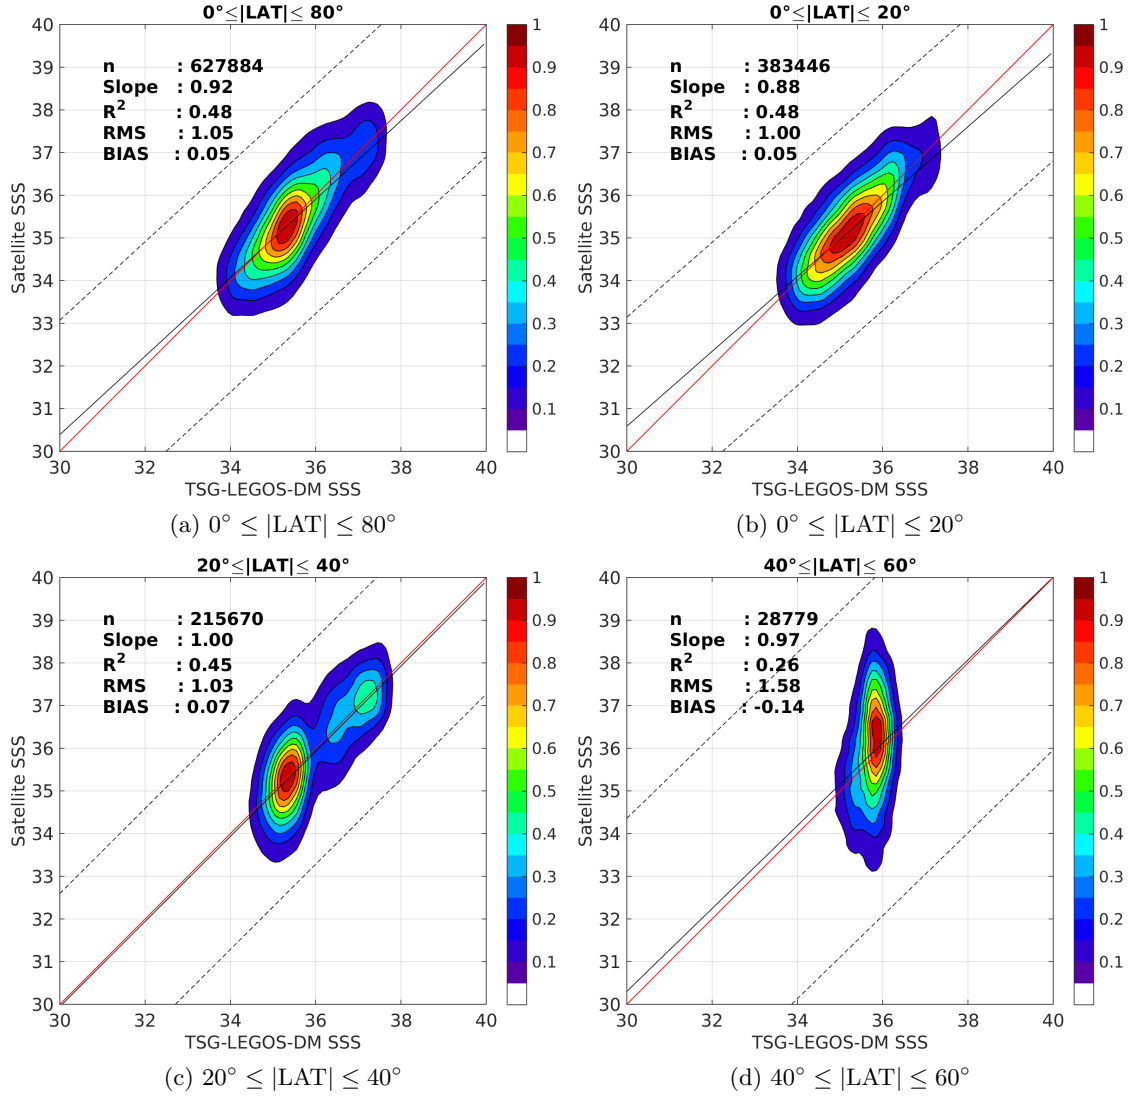 0°≤|LAT|≤ 80°
n : 627884
Slope : 0.92
R² : 0.48
RMS : 1.05
BIAS : 0.05
40
39
38
37
36
35
34
33
32
31
30
Satellite SSS
30 32 34 36 38 40
TSG-LEGOS-DM SSS
1
0.9
0.8
0.7
0.6
0.5
0.4
0.3
0.2
0.1
(a) 0° ≤ |LAT| ≤ 80°
0°≤|LAT|≤ 20°
n : 383446
Slope : 0.88
R² : 0.48
RMS : 1.00
BIAS : 0.05
40
39
38
37
36
35
34
33
32
31
30
Satellite SSS
30 32 34 36 38 40
TSG-LEGOS-DM SSS
1
0.9
0.8
0.7
0.6
0.5
0.4
0.3
0.2
0.1
(b) 0° ≤ |LAT| ≤ 20°
20°≤|LAT|≤ 40°
n : 215670
Slope : 1.00
R² : 0.45
RMS : 1.03
BIAS : 0.07
40
39
38
37
36
35
34
33
32
31
30
Satellite SSS
30 32 34 36 38 40
TSG-LEGOS-DM SSS
1
0.9
0.8
0.7
0.6
0.5
0.4
0.3
0.2
0.1
(c) 20° ≤ |LAT| ≤ 40°
40°≤|LAT|≤ 60°
n : 28779
Slope : 0.97
R² : 0.26
RMS : 1.58
BIAS : -0.14
40
39
38
37
36
35
34
33
32
31
30
Satellite SSS
30 32 34 36 38 40
TSG-LEGOS-DM SSS
1
0.9
0.8
0.7
0.6
0.5
0.4
0.3
0.2
0.1
(d) 40° ≤ |LAT| ≤ 60°